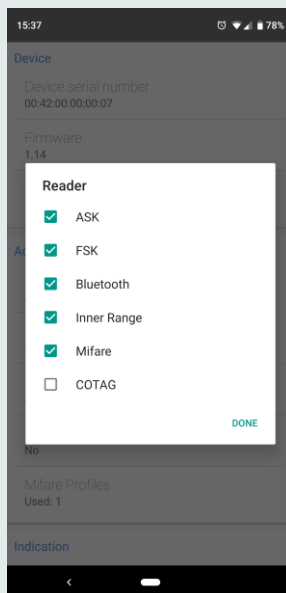 15:37
78%
Device
Device serial number
00:42:00:00:00:07
Firmware
1.14
Reader
ASK
FSK
Bluetooth
Inner Range
Mifare
COTAG
DONE
No
Mifare Profiles
Used: 1
Indication